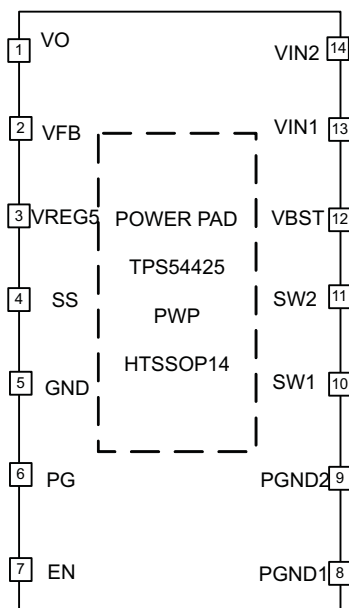 1 VO
VIN2 14
2 VFB
VIN1 13
3 VREG5
POWER PAD
VBST 12
TPS54425
4 SS
SW2 11
PWP
HTSSOP14
5 GND
SW1 10
6 PG
PGND2 9
7 EN
PGND1 8